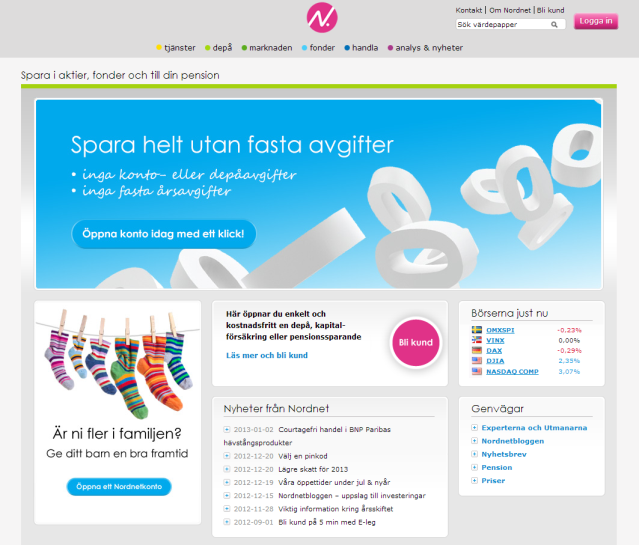 N.
Kontakt | Om Nordnet | Bli kund
Sök värdepapper
Logga in
tjänster
depå
marknaden
fonder
handla
analys & nyheter
Spara i aktier, fonder och till din pension
Spara helt utan fasta avgifter
• inga konto- eller depåavgifter
• inga fasta årsavgifter
Öppna konto idag med ett klick!
Är ni fler i familjen?
Ge ditt barn en bra framtid
Öppna ett Nordnetkonto
Här öppnar du enkelt och
kostnadsfritt en depå, kapital-
försäkring eller pensionssparande
Läs mer och bli kund
Bli kund
Börserna just nu
OMXSPI -0,23%
VINX 0,00%
DAX -0,29%
DJIA 2,35%
NASDAQ COMP 3,07%
Nyheter från Nordnet
2013-01-02 Courtagefri handel i BNP Paribas
hävstångsprodukter
2012-12-20 Välj en pinkod
2012-12-20 Lägre skatt för 2013
2012-12-19 Våra öppettider under jul & nyår
2012-12-15 Nordnetbloggen – uppslag till investeringar
2012-11-28 Viktig information kring årsskiftet
2012-09-01 Bli kund på 5 min med E-leg
Genvägar
Experterna och Utmanarna
Nordnetbloggen
Nyhetsbrev
Pension
Priser